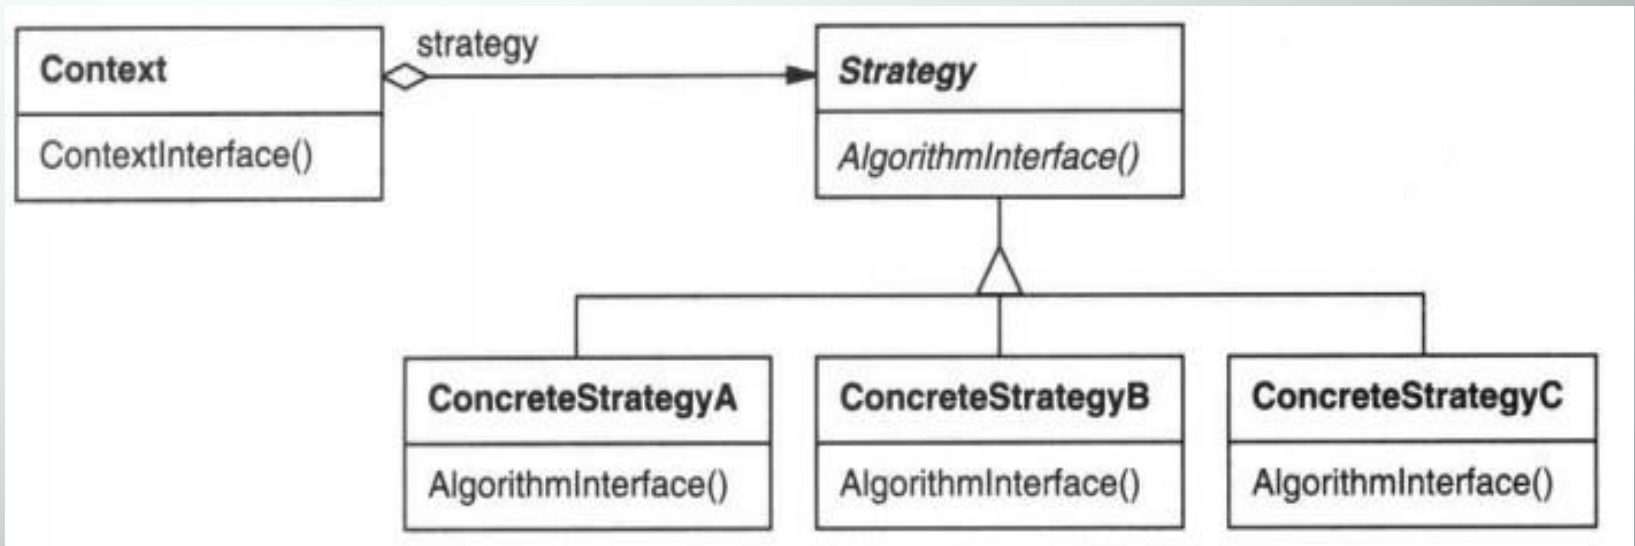 Context
strategy
Strategy
ContextInterface()
AlgorithmInterface()
ConcreteStrategyA
ConcreteStrategyB
ConcreteStrategyC
AlgorithmInterface()
AlgorithmInterface()
AlgorithmInterface()